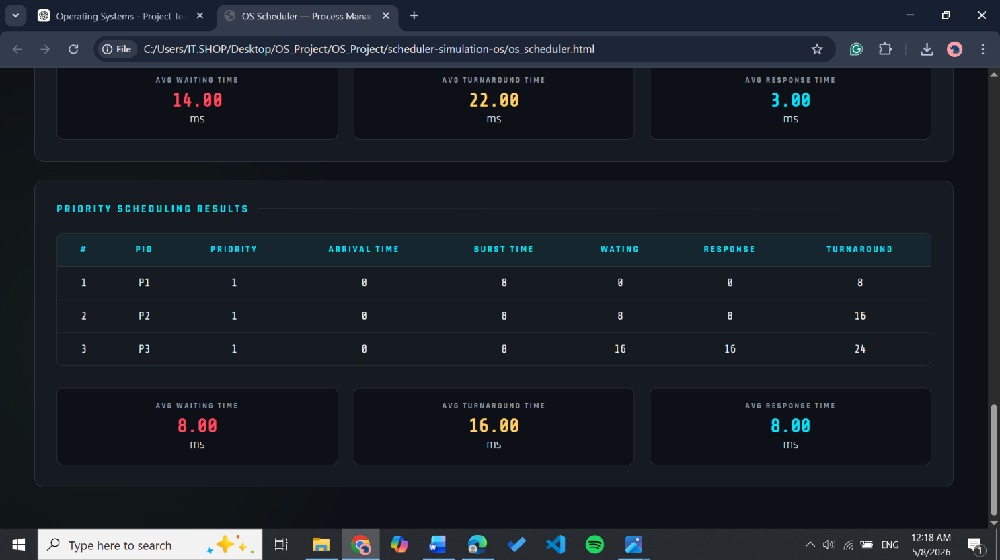 Operating Systems - Project Tea
OS Scheduler — Process Manag
File
C:/Users/IT.SHOP/Desktop/OS_Project/OS_Project/scheduler-simulation-os/os_scheduler.html
AVG WAITING TIME AVG TURNAROUND TIME AVG RESPONSE TIME
14.00 22.00 3.00
ms ms ms
PRIORITY SCHEDULING RESULTS
# PID PRIORITY ARRIVAL TIME BURST TIME WATING RESPONSE TURNAROUND
1 P1 1 0 8 0 0 8
2 P2 1 0 8 8 8 16
3 P3 1 0 8 16 16 24
AVG WAITING TIME AVG TURNAROUND TIME AVG RESPONSE TIME
8.00 16.00 8.00
ms ms ms
Type here to search
ENG
12:18 AM
5/8/2026
1